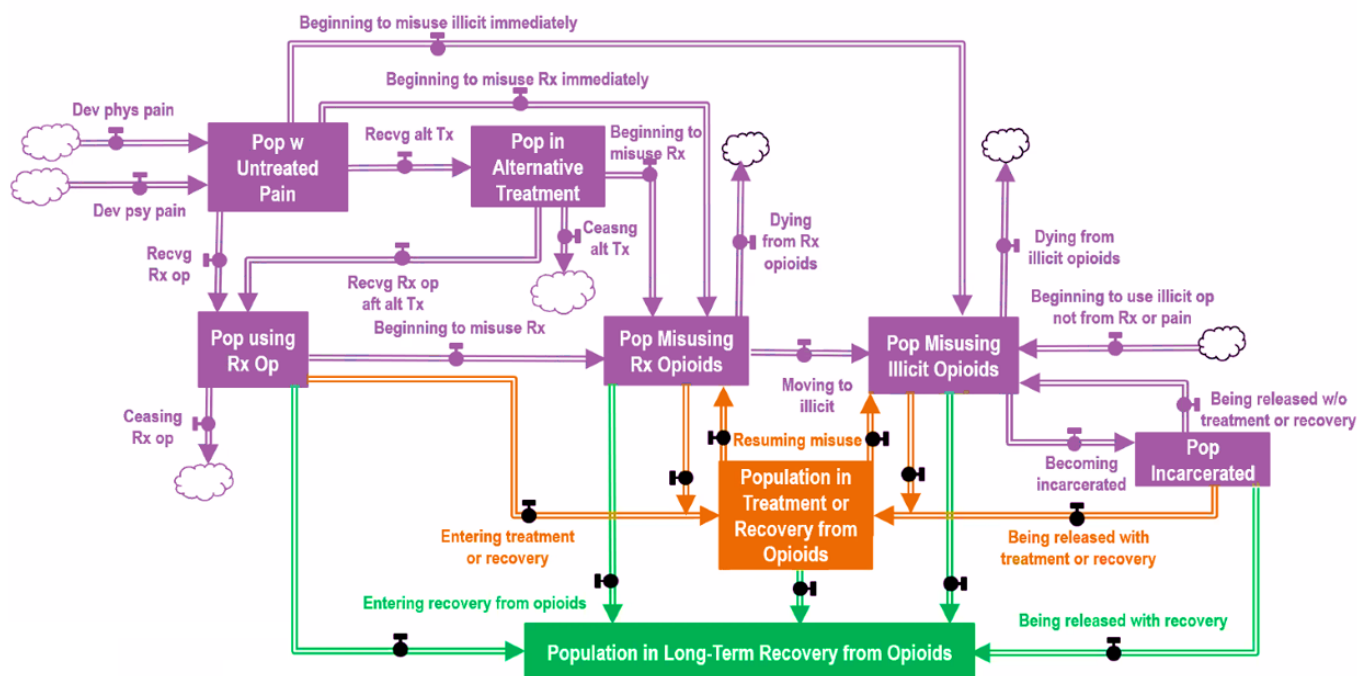 Beginning to misuse illicit immediately
Beginning to misuse Rx immediately
Dev phys pain
Pop w
Untreated
Pain
Recvg alt Tx
Pop in
Alternative
Treatment
Beginning to
misuse Rx
Dev psy pain
Recvg
Rx op
Recvg Rx op
aft alt Tx
Ceasng
alt Tx
Dying
from Rx
opioids
Dying from
illicit opioids
Beginning to use illicit op
not from Rx or pain
Pop using
Rx Op
Beginning to misuse Rx
Pop Misusing
Rx Opioids
Moving to
illicit
Pop Misusing
Illicit Opioids
Being released w/o
treatment or recovery
Ceasing
Rx op
Resuming misuse
Becoming
incarcerated
Pop
Incarcerated
Population in
Treatment or
Recovery from
Opioids
Entering treatment
or recovery
Being released with
treatment or recovery
Entering recovery from opioids
Being released with recovery
Population in Long-Term Recovery from Opioids